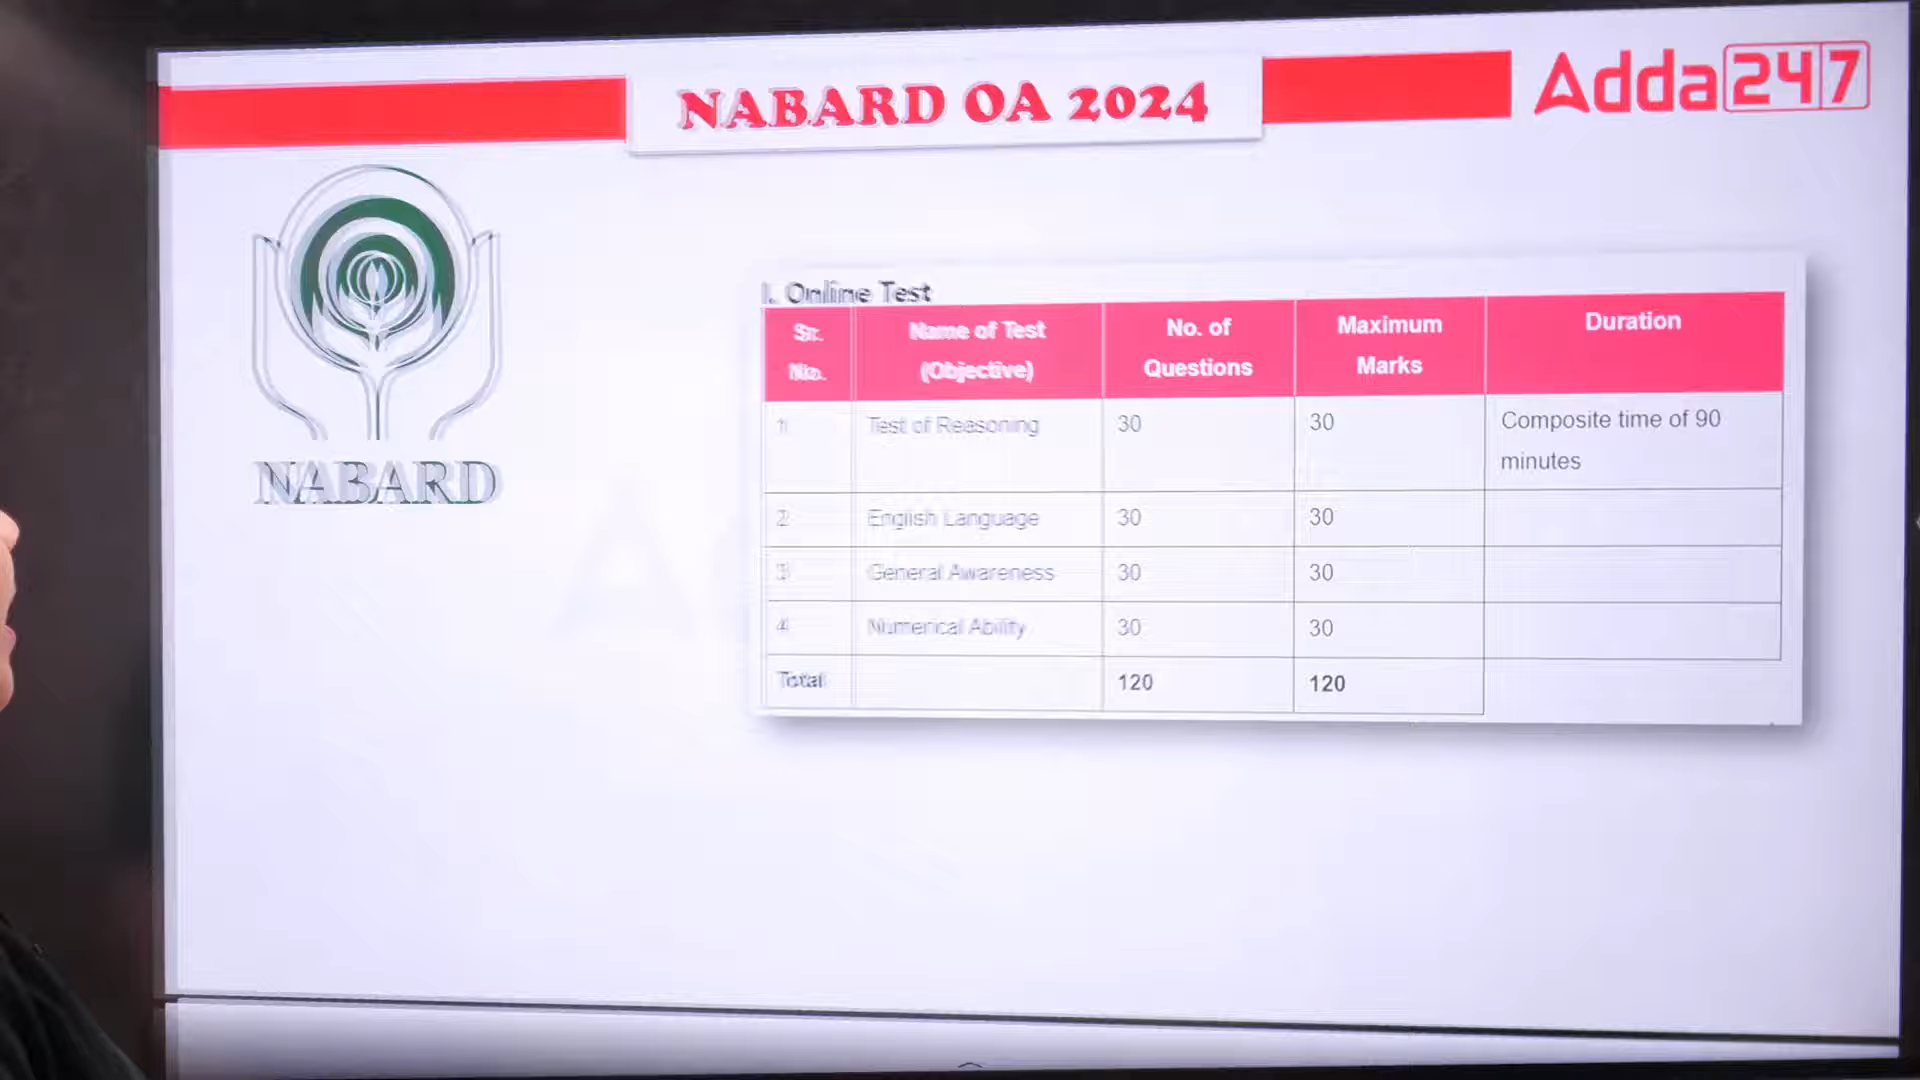 NABARD OA 2024
Adda247
NABARD
I. Online Test
Sr. No. Name of Test (Objective) No. of Questions Maximum Marks Duration
1 Test of Reasoning 30 30 Composite time of 90 minutes
2 English Language 30 30
3 General Awareness 30 30
4 Numerical Ability 30 30
Total 120 120